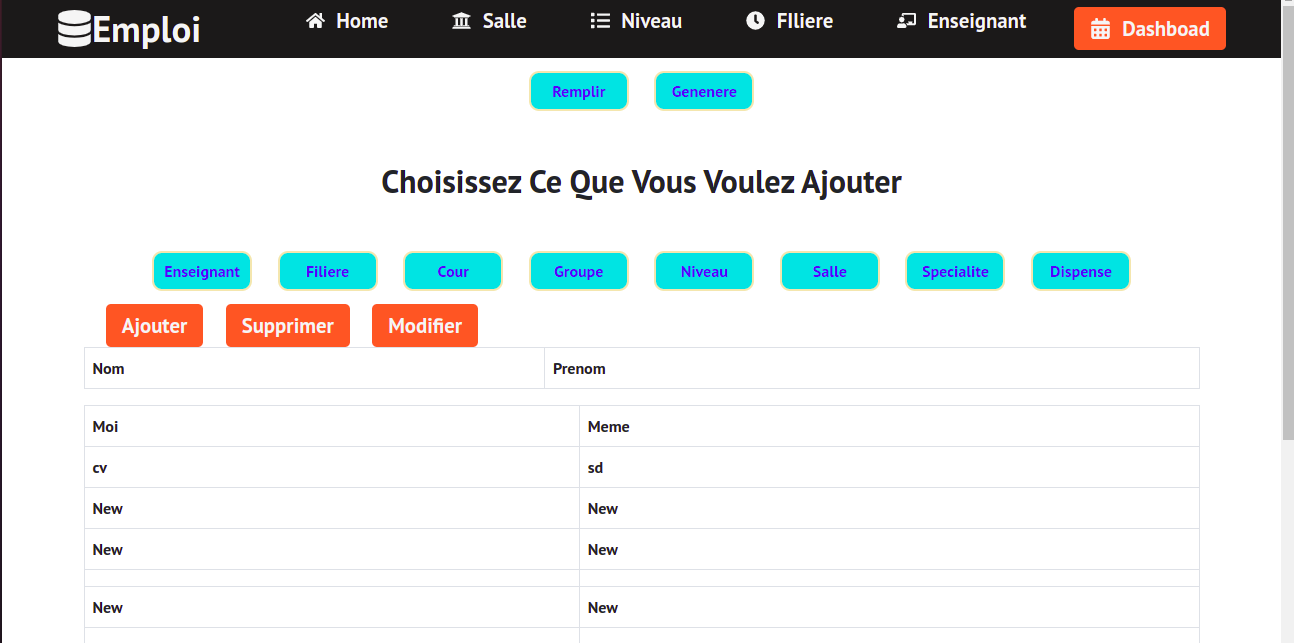 Emploi Home Salle Niveau FIliere Enseignant Dashboad
Remplir Genenere
Choisissez Ce Que Vous Voulez Ajouter
Enseignant Filiere Cour Groupe Niveau Salle Specialite Dispense
Ajouter Supprimer Modifier
Nom Prenom
Moi Meme
cv sd
New New
New New
New New